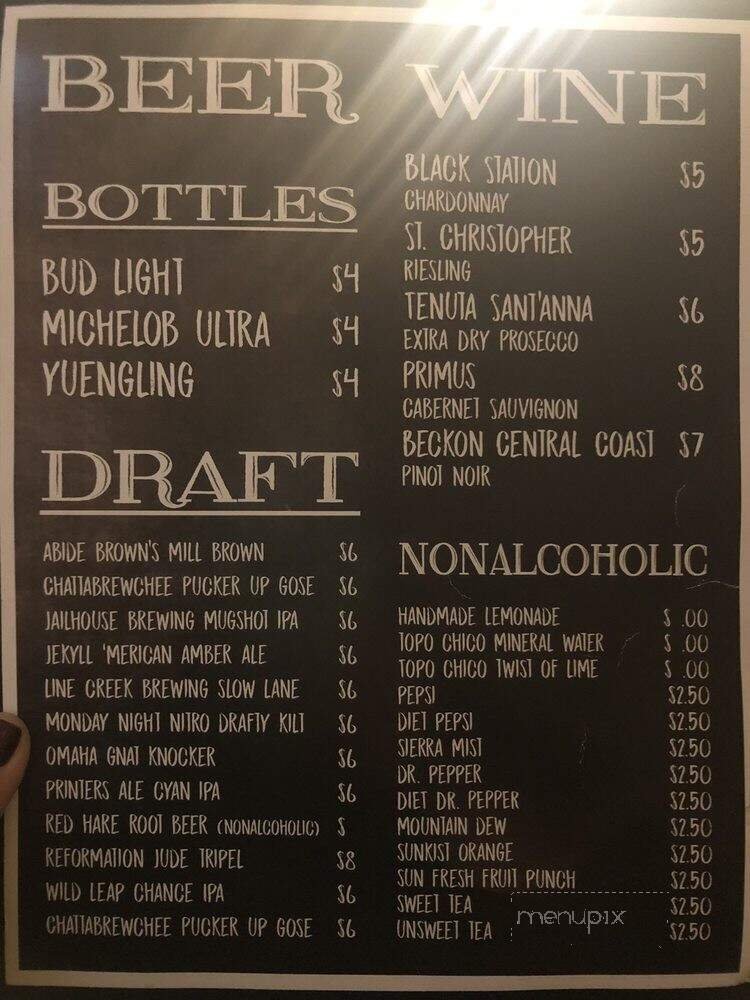 BEER
BOTTLES
BUD LIGHT $4
MICHELOB ULTRA $4
YUENGLING $4
DRAFT
ABIDE BROWN'S MILL BROWN $6
CHATTABREWCHEE PUCKER UP GOSE $6
JAILHOUSE BREWING MUGSHOT IPA $6
JEKYLL 'MERICAN AMBER ALE $6
LINE CREEK BREWING SLOW LANE $6
MONDAY NIGHT NITRO DRAFTY KILT $6
OMAHA GNAT KNOCKER $6
PRINTERS ALE CYAN IPA $6
RED HARE ROOT BEER (NONALCOHOLIC) $
REFORMATION JUDE TRIPEL $8
WILD LEAP CHANCE IPA $6
CHATTABREWCHEE PUCKER UP GOSE $6
WINE
BLACK STATION $5
CHARDONNAY
ST. CHRISTOPHER $5
RIESLING
TENUTA SANT'ANNA $6
EXTRA DRY PROSECCO
PRIMUS $8
CABERNET SAUVIGNON
BECKON CENTRAL COAST $7
PINOT NOIR
NONALCOHOLIC
HANDMADE LEMONADE $ .00
TOPO CHICO MINERAL WATER $ .00
TOPO CHICO TWIST OF LIME $ .00
PEPSI $2.50
DIET PEPSI $2.50
SIERRA MIST $2.50
DR. PEPPER $2.50
DIET DR. PEPPER $2.50
MOUNTAIN DEW $2.50
SUNKIST ORANGE $2.50
SUN FRESH FRUIT PUNCH $2.50
SWEET TEA $2.50
UNSWEET TEA $2.50
menupix